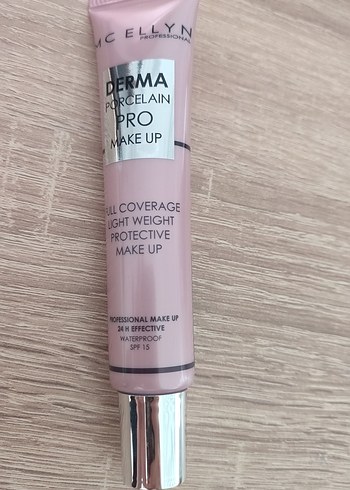 MC ELLYN
PROFESSIONAL
DERMA
PORCELAIN
PRO
MAKE UP
FULL COVERAGE
LIGHT WEIGHT
PROTECTIVE
MAKE UP
PROFESSIONAL MAKE UP
24 H EFFECTIVE
WATERPROOF
SPF 15